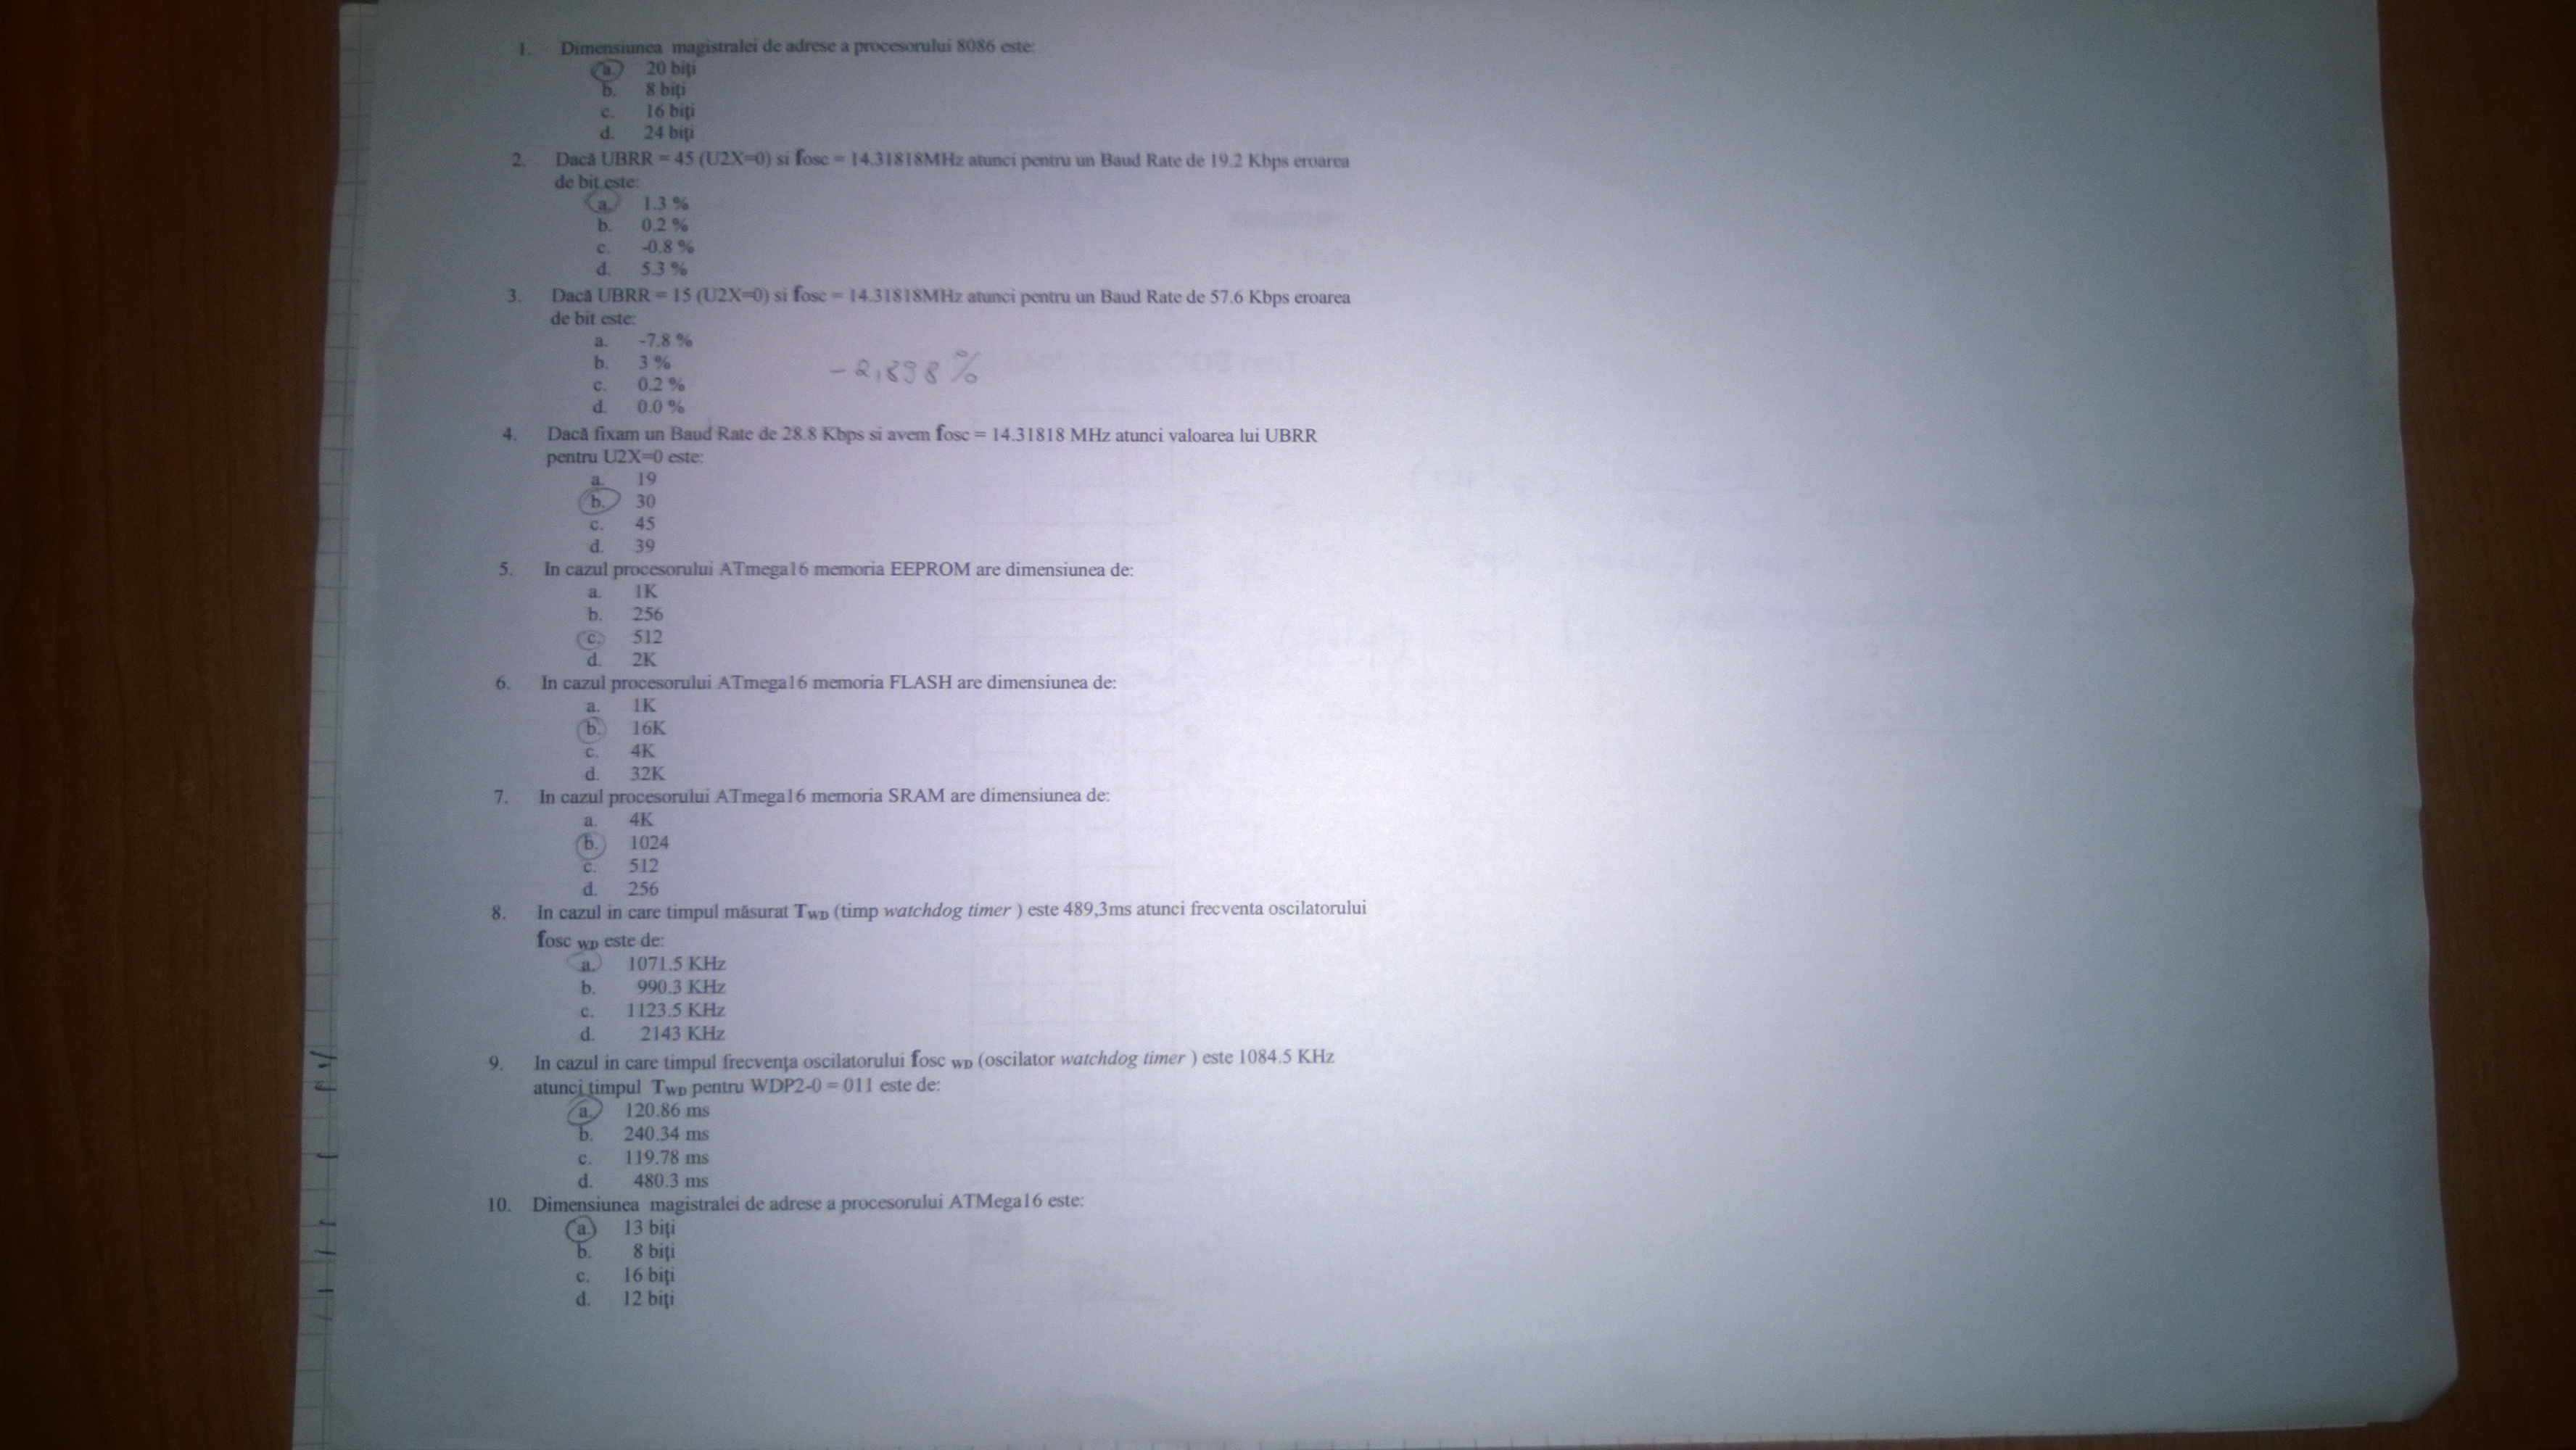 1. Dimensiunea magistralei de adrese a procesorului 8086 este:
a. 20 biţi
b. 8 biţi
c. 16 biţi
d. 24 biţi
2. Dacă UBRR = 45 (U2X=0) si fosc = 14.31818MHz atunci pentru un Baud Rate de 19.2 Kbps eroarea
de bit este:
a. 1.3 %
b. 0.2 %
c. -0.8 %
d. 5.3 %
3. Dacă UBRR = 15 (U2X=0) si fosc = 14.31818MHz atunci pentru un Baud Rate de 57.6 Kbps eroarea
de bit este:
a. -7.8 %
b. 3 %
-2,898 %
c. 0.2 %
d. 0.0 %
4. Dacă fixam un Baud Rate de 28.8 Kbps si avem fosc = 14.31818 MHz atunci valoarea lui UBRR
pentru U2X=0 este:
a. 19
b. 30
c. 45
d. 39
5. In cazul procesorului ATmega16 memoria EEPROM are dimensiunea de:
a. 1K
b. 256
c. 512
d. 2K
6. In cazul procesorului ATmega16 memoria FLASH are dimensiunea de:
a. 1K
b. 16K
c. 4K
d. 32K
7. In cazul procesorului ATmega16 memoria SRAM are dimensiunea de:
a. 4K
b. 1024
c. 512
d. 256
8. In cazul in care timpul măsurat TWD (timp watchdog timer ) este 489,3ms atunci frecventa oscilatorului
fosc WD este de:
a. 1071.5 KHz
b. 990.3 KHz
c. 1123.5 KHz
d. 2143 KHz
9. In cazul in care timpul frecvenţa oscilatorului fosc WD (oscilator watchdog timer ) este 1084.5 KHz
atunci timpul TWD pentru WDP2-0 = 011 este de:
a. 120.86 ms
b. 240.34 ms
c. 119.78 ms
d. 480.3 ms
10. Dimensiunea magistralei de adrese a procesorului ATMega16 este:
a. 13 biţi
b. 8 biţi
c. 16 biţi
d. 12 biţi